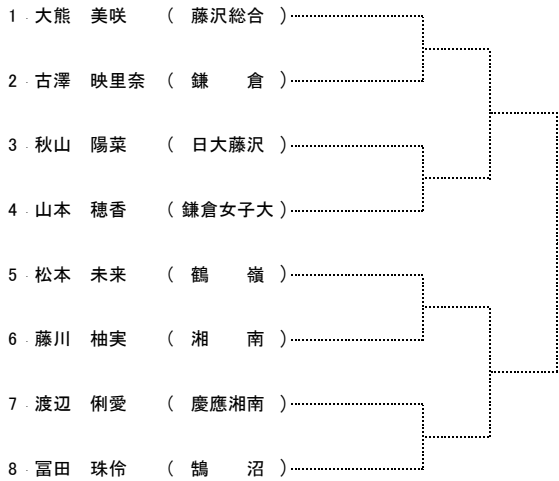 1 大熊 美咲 （ 藤沢総合 ）
2 古澤 映里奈 （ 鎌 倉 ）
3 秋山 陽菜 （ 日大藤沢 ）
4 山本 穂香 （ 鎌倉女子大 ）
5 松本 未来 （ 鶴 嶺 ）
6 藤川 柚実 （ 湘 南 ）
7 渡辺 俐愛 （ 慶應湘南 ）
8 冨田 珠伶 （ 鵠 沼 ）